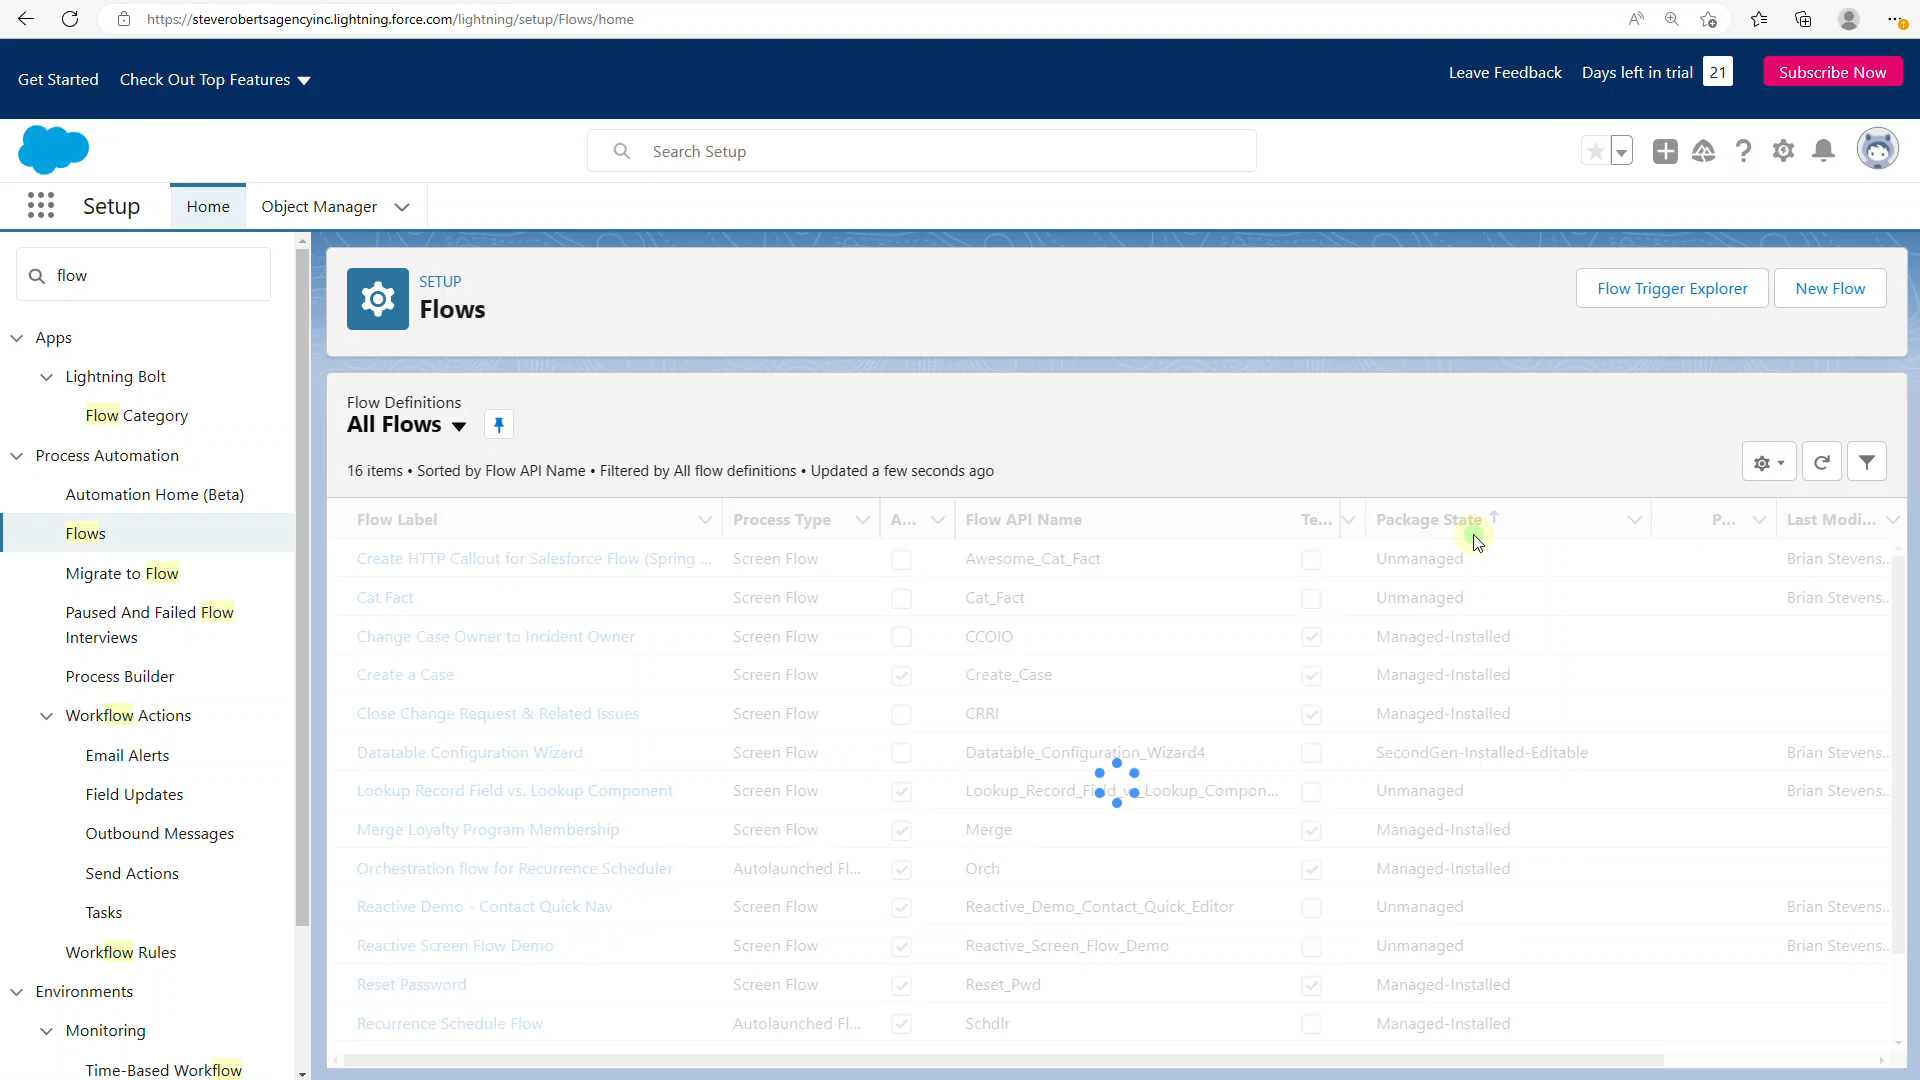 https://steverobertsagencyinc.lightning.force.com/lightning/setup/Flows/home
Get Started
Check Out Top Features
Leave Feedback
Days left in trial
21
Subscribe Now
Search Setup
Setup
Home
Object Manager
flow
Apps
Lightning Bolt
Flow Category
Process Automation
Automation Home (Beta)
Flows
Migrate to Flow
Paused And Failed Flow
Interviews
Process Builder
Workflow Actions
Email Alerts
Field Updates
Outbound Messages
Send Actions
Tasks
Workflow Rules
Environments
Monitoring
Time-Based Workflow
SETUP
Flows
Flow Trigger Explorer
New Flow
Flow Definitions
All Flows
16 items • Sorted by Flow API Name • Filtered by All flow definitions • Updated a few seconds ago
Flow Label Process Type A... Flow API Name Te... Package State P... Last Modi...
Create HTTP Callout for Salesforce Flow (Spring ... Screen Flow Awesome_Cat_Fact Unmanaged Brian Stevens...
Cat Fact Screen Flow Cat_Fact Unmanaged Brian Stevens...
Change Case Owner to Incident Owner Screen Flow CCOIO Managed-Installed
Create a Case Screen Flow Create_Case Managed-Installed
Close Change Request & Related Issues Screen Flow CRRI Managed-Installed
Datatable Configuration Wizard Screen Flow Datatable_Configuration_Wizard4 SecondGen-Installed-Editable Brian Stevens...
Lookup Record Field vs. Lookup Component Screen Flow Lookup_Record_Field_vs_Lookup_Compon... Unmanaged Brian Stevens...
Merge Loyalty Program Membership Screen Flow Merge Managed-Installed
Orchestration flow for Recurrence Scheduler Autolaunched Fl... Orch Managed-Installed
Reactive Demo - Contact Quick Nav Screen Flow Reactive_Demo_Contact_Quick_Editor Unmanaged Brian Stevens...
Reactive Screen Flow Demo Screen Flow Reactive_Screen_Flow_Demo Unmanaged Brian Stevens...
Reset Password Screen Flow Reset_Pwd Managed-Installed
Recurrence Schedule Flow Autolaunched Fl... Schdlr Managed-Installed